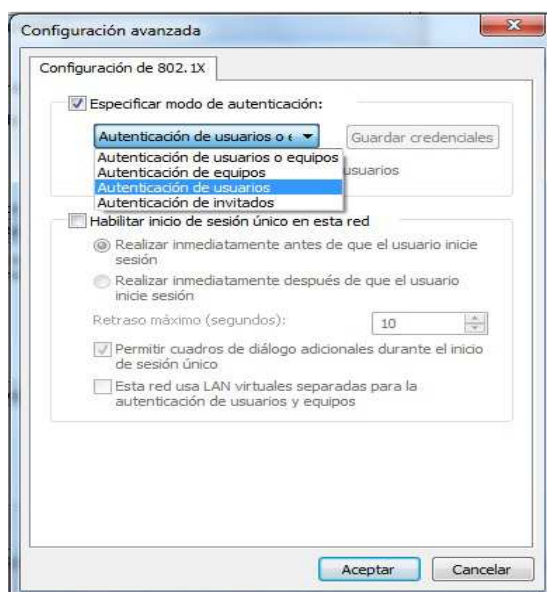 Configuración avanzada
Configuración de 802.1X
Especificar modo de autenticación:
Autenticación de usuarios o
Guardar credenciales
Autenticación de usuarios o equipos
Autenticación de equipos
usuarios
Autenticación de usuarios
Autenticación de invitados
Habilitar inicio de sesión único en esta red
Realizar inmediatamente antes de que el usuario inicie
sesión
Realizar inmediatamente después de que el usuario
inicie sesión
Retraso máximo (segundos):
10
Permitir cuadros de diálogo adicionales durante el inicio
de sesión único
Esta red usa LAN virtuales separadas para la
autenticación de usuarios y equipos
Aceptar
Cancelar